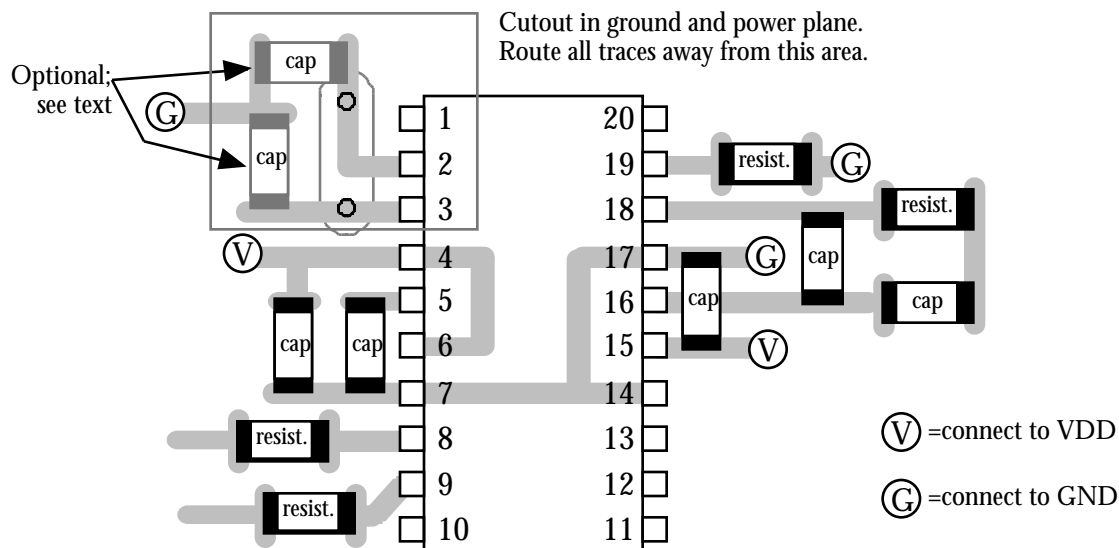 Cutout in ground and power plane.
Route all traces away from this area.
Optional;
see text
cap
G
cap
1
2
3
4
5
6
7
8
9
10
20
19
18
17
16
15
14
13
12
11
V
cap
cap
resist.
resist.
resist.
G
resist.
cap
G
cap
cap
V
V =connect to VDD
G =connect to GND